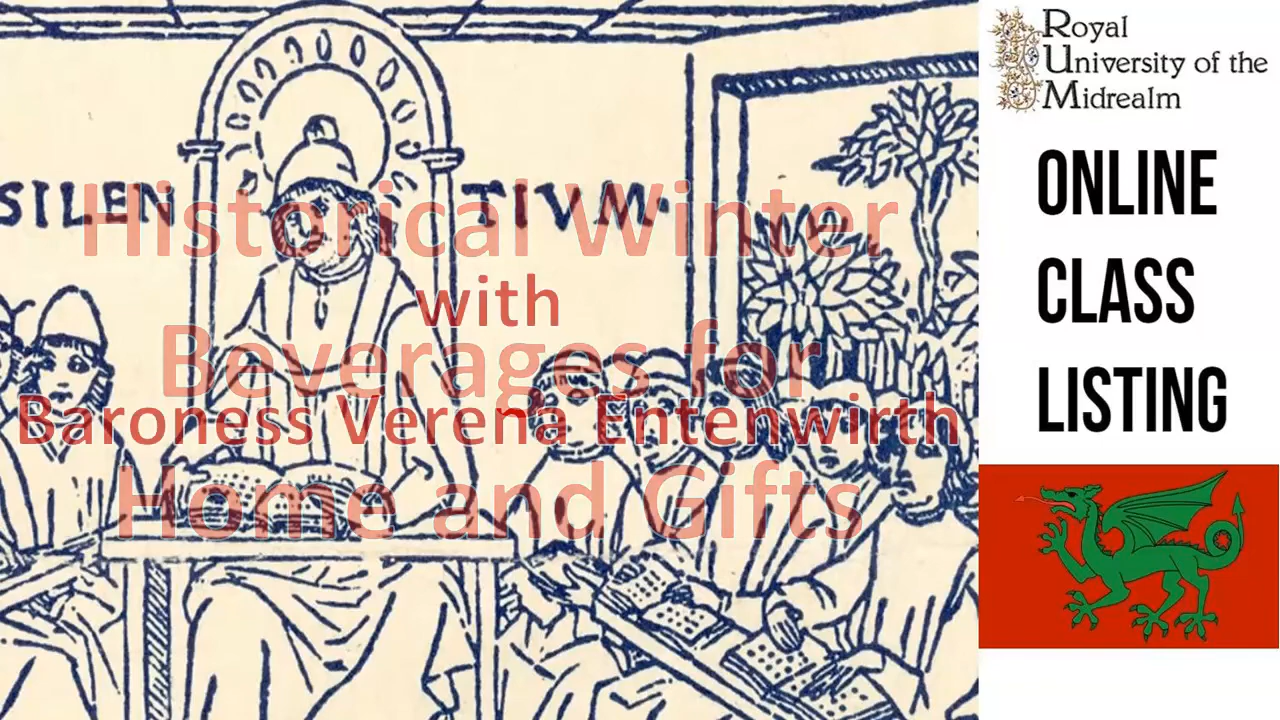 SILEN TIVM.
Historical Winter
with
Beverages for
Baroness Verena Entenwirth
Home and Gifts
Royal
University of the
Midrealm
ONLINE
CLASS
LISTING